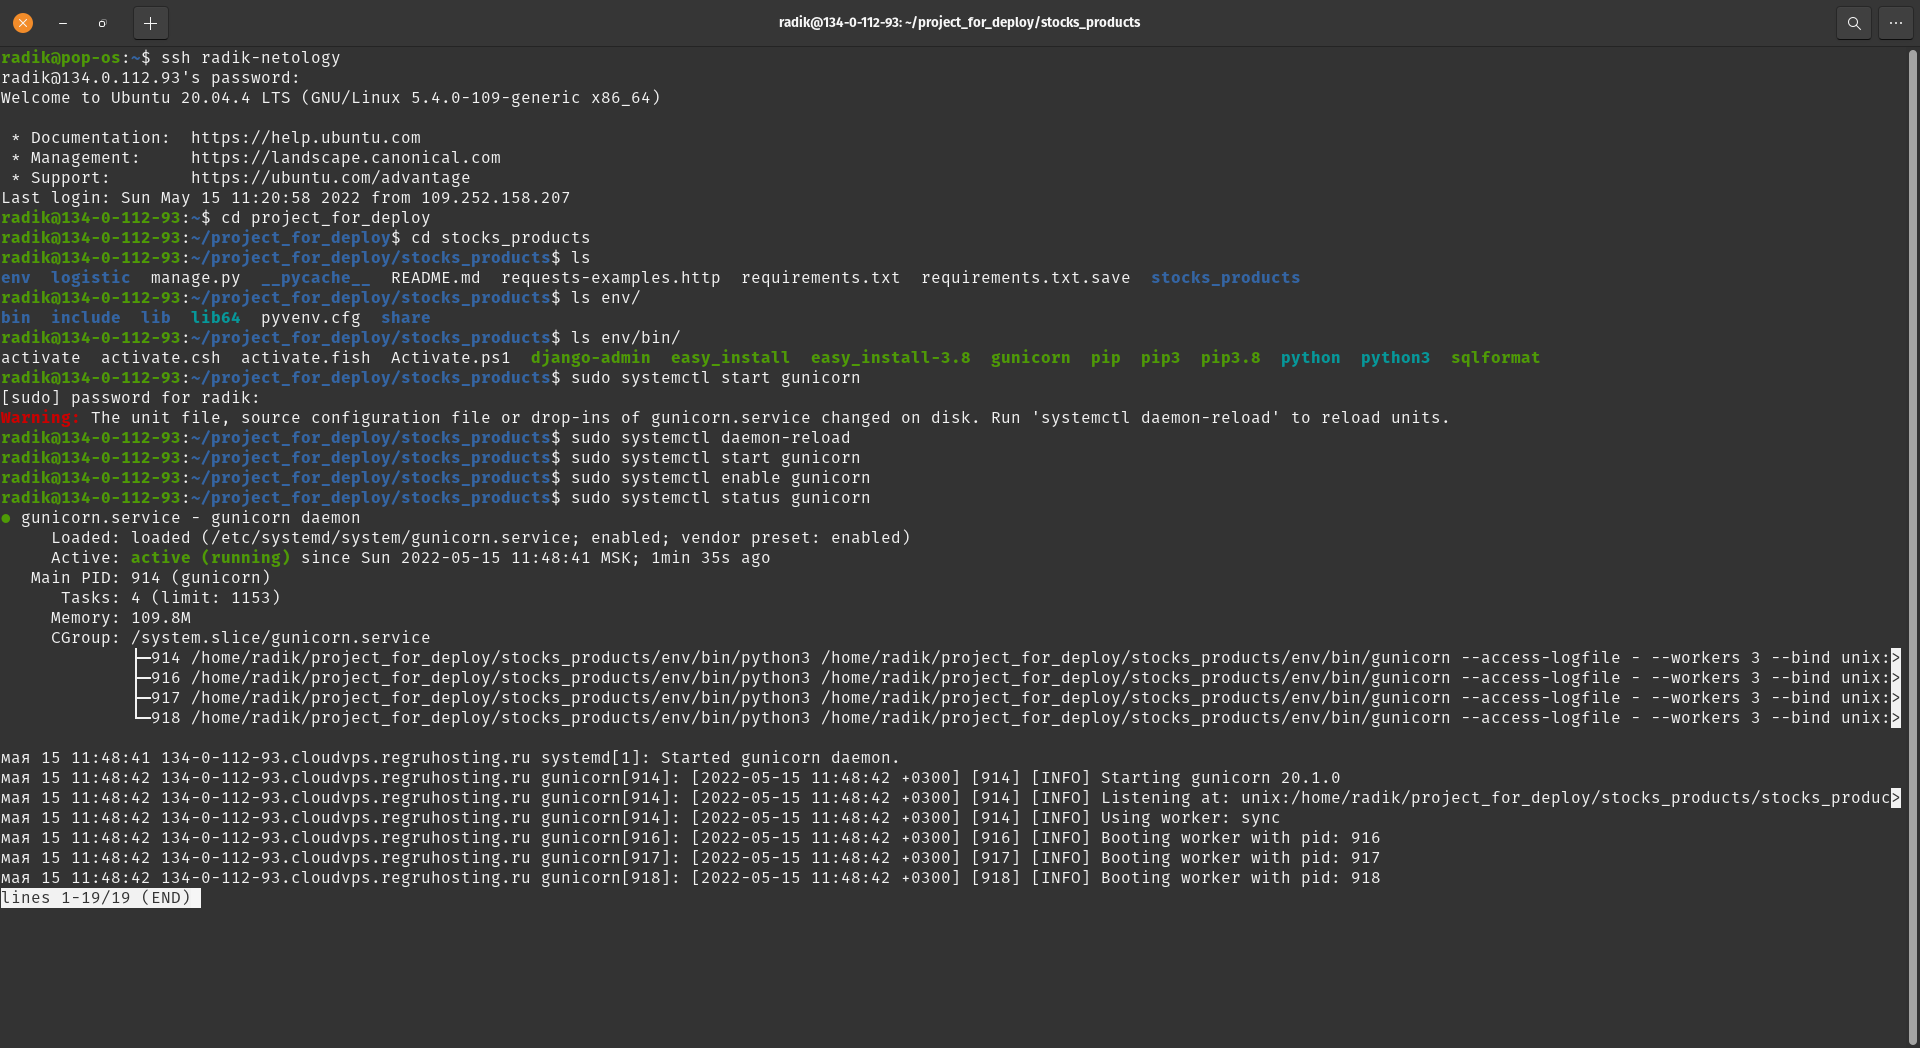 radik@134-0-112-93: ~/project_for_deploy/stocks_products
radik@pop-os:~$ ssh radik-netology
radik@134.0.112.93's password:
Welcome to Ubuntu 20.04.4 LTS (GNU/Linux 5.4.0-109-generic x86_64)

 * Documentation:  https://help.ubuntu.com
 * Management:     https://landscape.canonical.com
 * Support:        https://ubuntu.com/advantage
Last login: Sun May 15 11:20:58 2022 from 109.252.158.207
radik@134-0-112-93:~$ cd project_for_deploy
radik@134-0-112-93:~/project_for_deploy$ cd stocks_products
radik@134-0-112-93:~/project_for_deploy/stocks_products$ ls
env  logistic  manage.py  __pycache__  README.md  requests-examples.http  requirements.txt  requirements.txt.save  stocks_products
radik@134-0-112-93:~/project_for_deploy/stocks_products$ ls env/
bin  include  lib  lib64  pyvenv.cfg  share
radik@134-0-112-93:~/project_for_deploy/stocks_products$ ls env/bin/
activate  activate.csh  activate.fish  Activate.ps1  django-admin  easy_install  easy_install-3.8  gunicorn  pip  pip3  pip3.8  python  python3  sqlformat
radik@134-0-112-93:~/project_for_deploy/stocks_products$ sudo systemctl start gunicorn
[sudo] password for radik:
Warning: The unit file, source configuration file or drop-ins of gunicorn.service changed on disk. Run 'systemctl daemon-reload' to reload units.
radik@134-0-112-93:~/project_for_deploy/stocks_products$ sudo systemctl daemon-reload
radik@134-0-112-93:~/project_for_deploy/stocks_products$ sudo systemctl start gunicorn
radik@134-0-112-93:~/project_for_deploy/stocks_products$ sudo systemctl enable gunicorn
radik@134-0-112-93:~/project_for_deploy/stocks_products$ sudo systemctl status gunicorn
● gunicorn.service - gunicorn daemon
     Loaded: loaded (/etc/systemd/system/gunicorn.service; enabled; vendor preset: enabled)
     Active: active (running) since Sun 2022-05-15 11:48:41 MSK; 1min 35s ago
   Main PID: 914 (gunicorn)
      Tasks: 4 (limit: 1153)
     Memory: 109.8M
     CGroup: /system.slice/gunicorn.service
             ├─914 /home/radik/project_for_deploy/stocks_products/env/bin/python3 /home/radik/project_for_deploy/stocks_products/env/bin/gunicorn --access-logfile - --workers 3 --bind unix:>
             ├─916 /home/radik/project_for_deploy/stocks_products/env/bin/python3 /home/radik/project_for_deploy/stocks_products/env/bin/gunicorn --access-logfile - --workers 3 --bind unix:>
             ├─917 /home/radik/project_for_deploy/stocks_products/env/bin/python3 /home/radik/project_for_deploy/stocks_products/env/bin/gunicorn --access-logfile - --workers 3 --bind unix:>
             └─918 /home/radik/project_for_deploy/stocks_products/env/bin/python3 /home/radik/project_for_deploy/stocks_products/env/bin/gunicorn --access-logfile - --workers 3 --bind unix:>

мая 15 11:48:41 134-0-112-93.cloudvps.regruhosting.ru systemd[1]: Started gunicorn daemon.
мая 15 11:48:42 134-0-112-93.cloudvps.regruhosting.ru gunicorn[914]: [2022-05-15 11:48:42 +0300] [914] [INFO] Starting gunicorn 20.1.0
мая 15 11:48:42 134-0-112-93.cloudvps.regruhosting.ru gunicorn[914]: [2022-05-15 11:48:42 +0300] [914] [INFO] Listening at: unix:/home/radik/project_for_deploy/stocks_products/stocks_produc>
мая 15 11:48:42 134-0-112-93.cloudvps.regruhosting.ru gunicorn[914]: [2022-05-15 11:48:42 +0300] [914] [INFO] Using worker: sync
мая 15 11:48:42 134-0-112-93.cloudvps.regruhosting.ru gunicorn[916]: [2022-05-15 11:48:42 +0300] [916] [INFO] Booting worker with pid: 916
мая 15 11:48:42 134-0-112-93.cloudvps.regruhosting.ru gunicorn[917]: [2022-05-15 11:48:42 +0300] [917] [INFO] Booting worker with pid: 917
мая 15 11:48:42 134-0-112-93.cloudvps.regruhosting.ru gunicorn[918]: [2022-05-15 11:48:42 +0300] [918] [INFO] Booting worker with pid: 918
lines 1-19/19 (END)